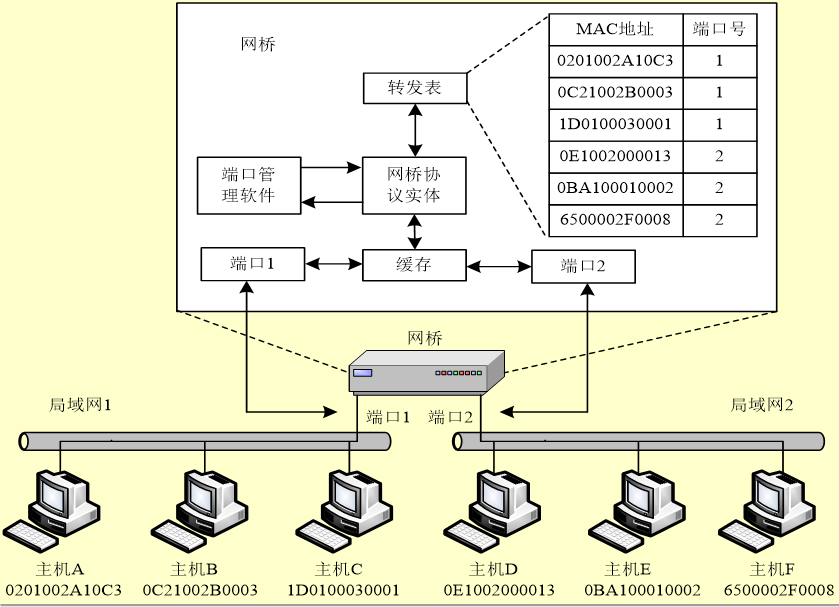 网桥
MAC地址 端口号
0201002A10C3 1
0C21002B0003 1
1D0100030001 1
0E1002000013 2
0BA100010002 2
6500002F0008 2
转发表
端口管
理软件
网桥协
议实体
端口1
缓存
端口2
网桥
局域网1
端口1
端口2
局域网2
主机A
主机B
主机C
主机D
主机E
主机F
0201002A10C3
0C21002B0003
1D0100030001
0E1002000013
0BA100010002
6500002F0008